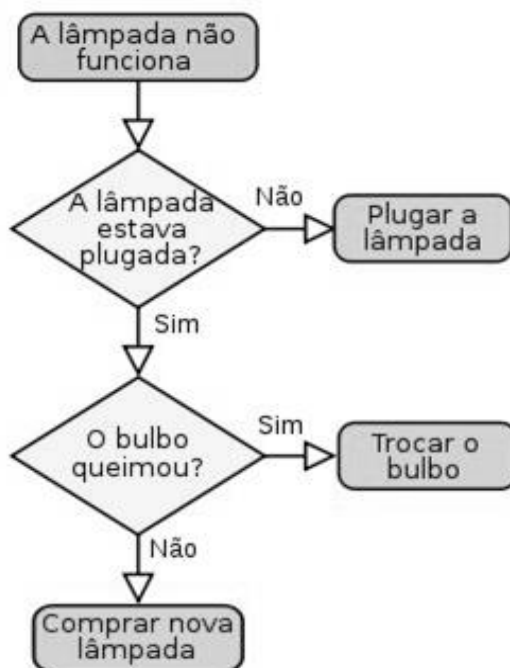 A lâmpada não
funciona
A lâmpada
estava
plugada?
Não
Plugar a
lâmpada
Sim
O bulbo
queimou?
Sim
Trocar o
bulbo
Não
Comprar nova
lâmpada